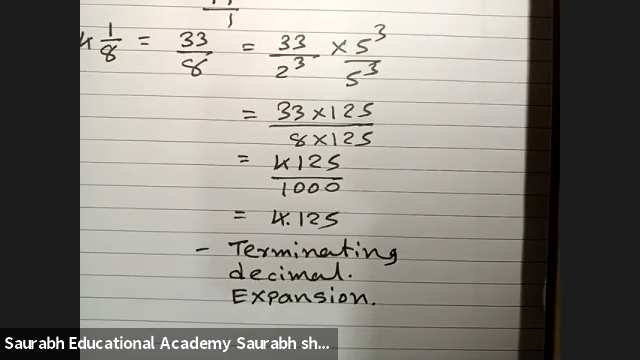 4 1/8 = 33/8 = 33/2³ × 5³/5³
= 33×125 / 8×125
= 4125/1000
= 4.125
- Terminating
decimal.
Expansion.
Saurabh Educational Academy Saurabh sh...